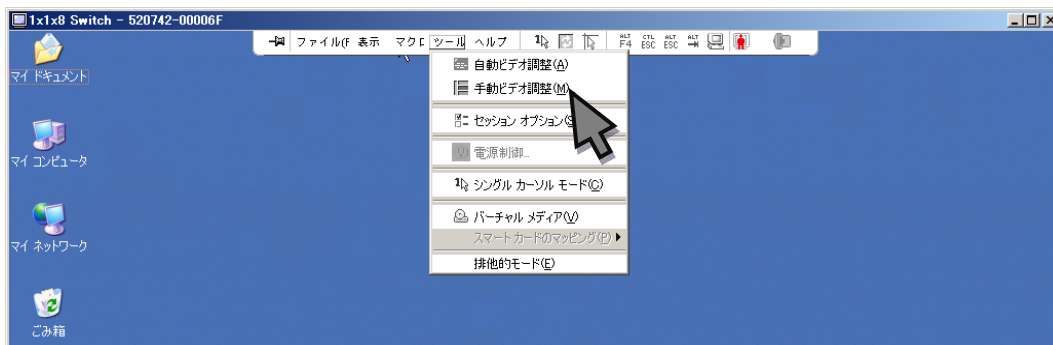 1x1x8 Switch - 520742-00006F
ファイル(F 表示 マクロ ツール ヘルプ
ALT F4 CTL ESC ALT ESC ALT
マイ ドキュメント
マイ コンピュータ
マイ ネットワーク
ごみ箱
自動ビデオ調整(A)
手動ビデオ調整(M)
セッション オプション(S
電源制御...
シングル カーソル モード(C)
バーチャル メディア(V)
スマート カードのマッピング(P)
排他的モード(E)